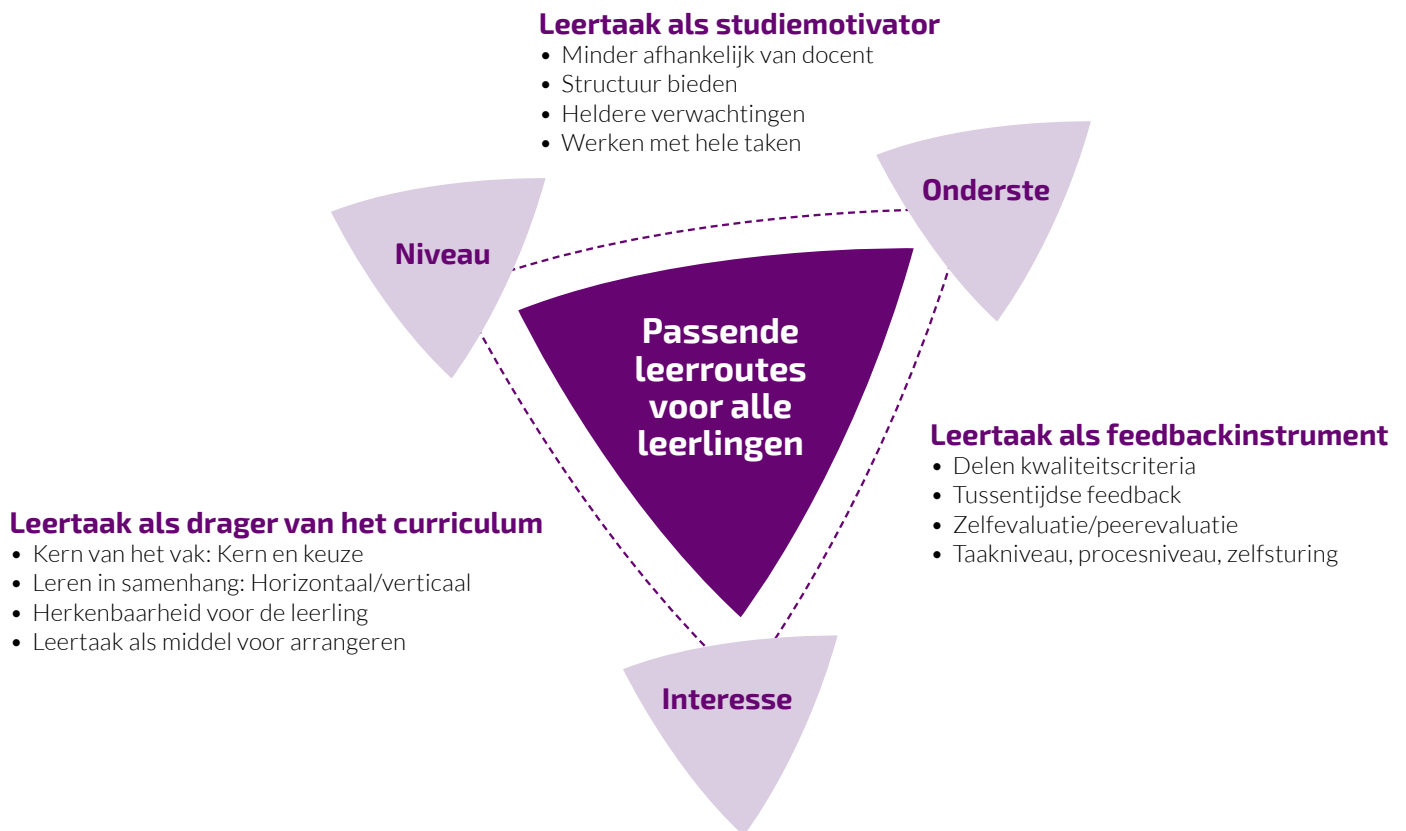 Leertaak als studiemotivator
• Minder afhankelijk van docent
• Structuur bieden
• Heldere verwachtingen
• Werken met hele taken
Onderste
Niveau
Passende
leerroutes
voor alle
leerlingen
Leertaak als feedbackinstrument
• Delen kwaliteitscriteria
• Tussentijdse feedback
• Zelfevaluatie/peerevaluatie
• Taakniveau, procesniveau, zelfsturing
Leertaak als drager van het curriculum
• Kern van het vak: Kern en keuze
• Leren in samenhang: Horizontaal/verticaal
• Herkenbaarheid voor de leerling
• Leertaak als middel voor arrangeren
Interesse